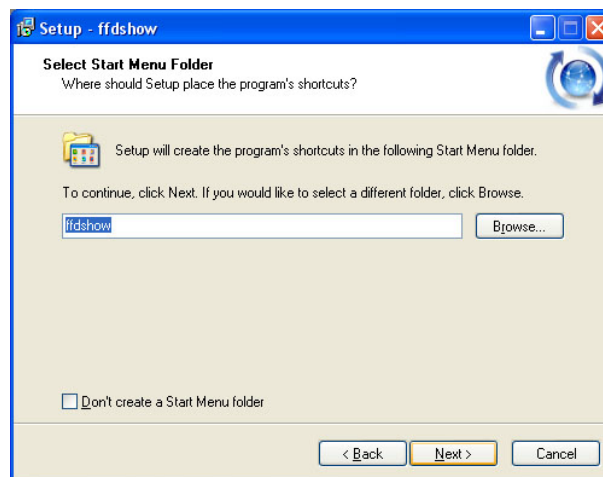 Setup - ffdshow
Select Start Menu Folder
Where should Setup place the program's shortcuts?
Setup will create the program's shortcuts in the following Start Menu folder.
To continue, click Next. If you would like to select a different folder, click Browse.
ffdshow
Browse...
Don't create a Start Menu folder
< Back
Next >
Cancel